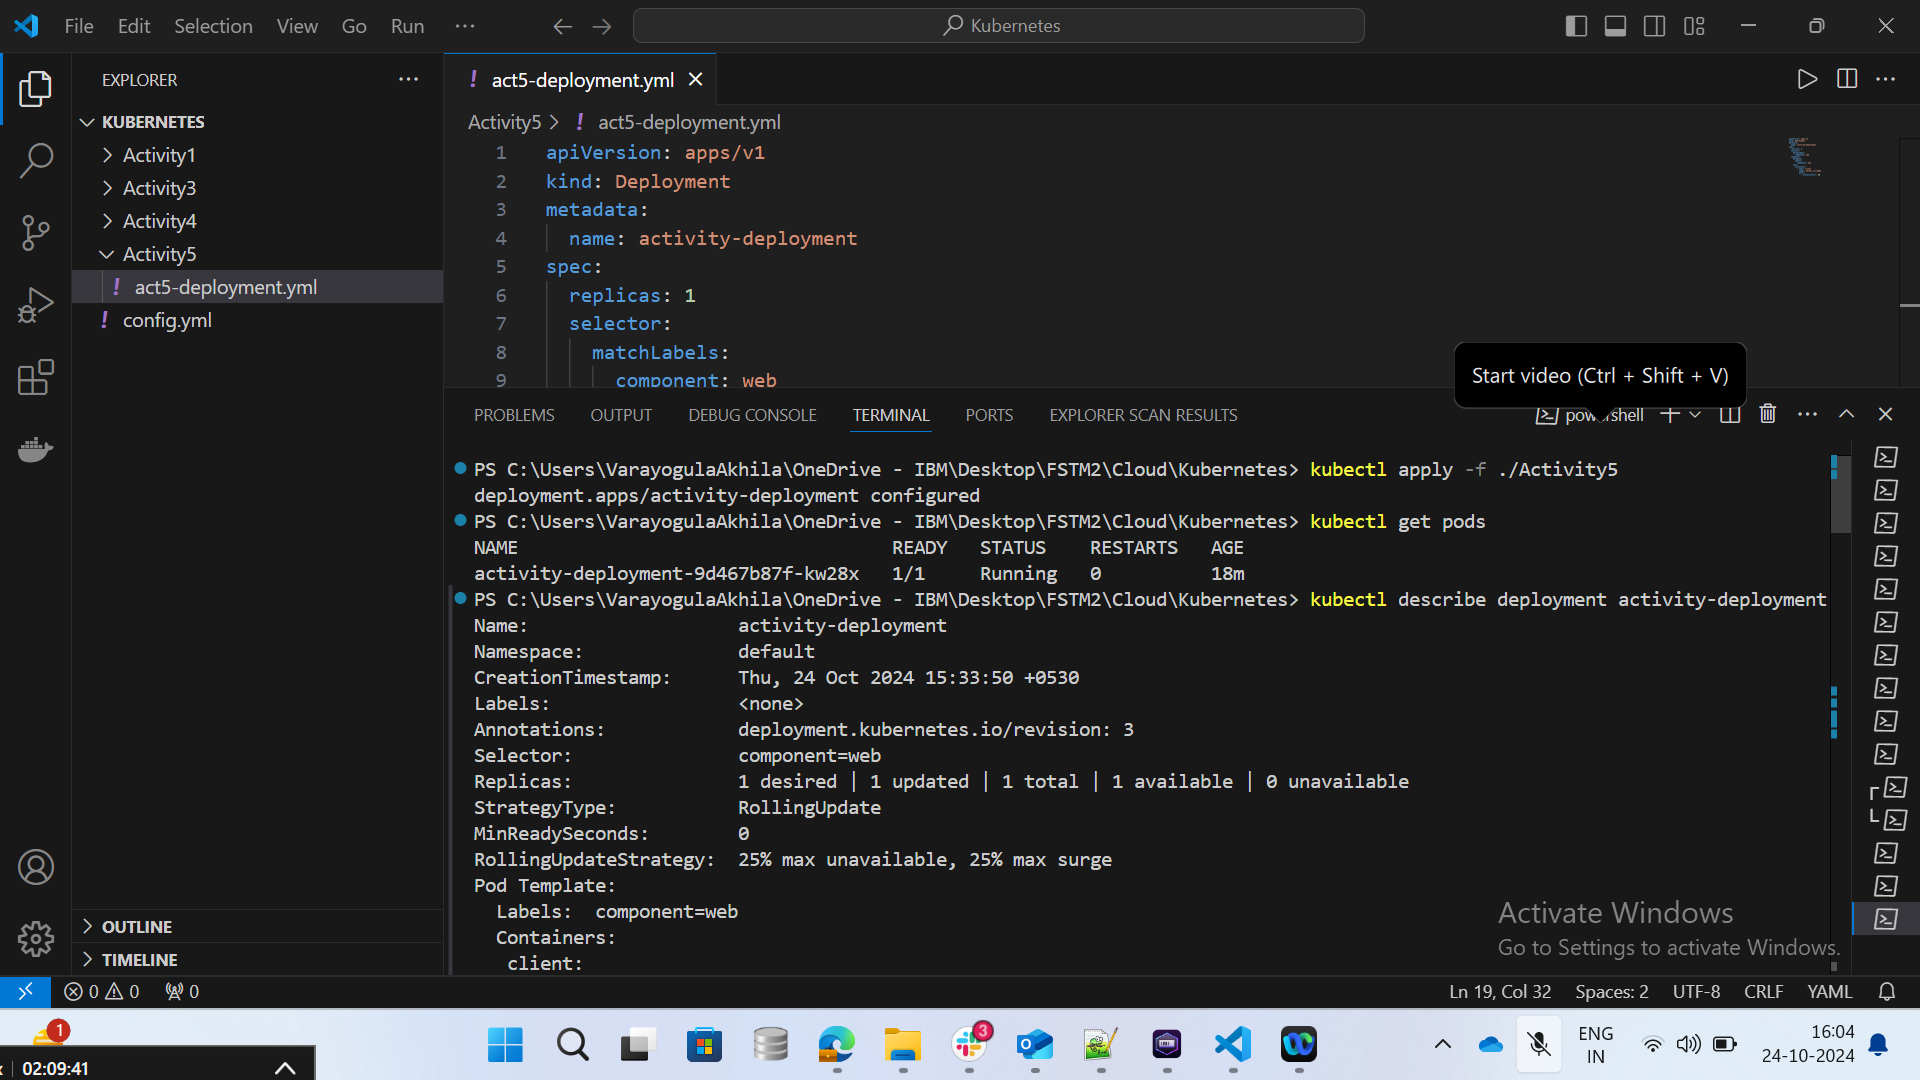 File Edit Selection View Go Run ···
Kubernetes
EXPLORER
KUBERNETES
Activity1
Activity3
Activity4
Activity5
! act5-deployment.yml
! config.yml
OUTLINE
TIMELINE
! act5-deployment.yml
Activity5 > ! act5-deployment.yml
1 apiVersion: apps/v1
2 kind: Deployment
3 metadata:
4 name: activity-deployment
5 spec:
6 replicas: 1
7 selector:
8 matchLabels:
9 component: web
Start video (Ctrl + Shift + V)
PROBLEMS OUTPUT DEBUG CONSOLE TERMINAL PORTS EXPLORER SCAN RESULTS powershell
PS C:\Users\VarayogulaAkhila\OneDrive - IBM\Desktop\FSTM2\Cloud\Kubernetes> kubectl apply -f ./Activity5
deployment.apps/activity-deployment configured
PS C:\Users\VarayogulaAkhila\OneDrive - IBM\Desktop\FSTM2\Cloud\Kubernetes> kubectl get pods
NAME READY STATUS RESTARTS AGE
activity-deployment-9d467b87f-kw28x 1/1 Running 0 18m
PS C:\Users\VarayogulaAkhila\OneDrive - IBM\Desktop\FSTM2\Cloud\Kubernetes> kubectl describe deployment activity-deployment
Name: activity-deployment
Namespace: default
CreationTimestamp: Thu, 24 Oct 2024 15:33:50 +0530
Labels: <none>
Annotations: deployment.kubernetes.io/revision: 3
Selector: component=web
Replicas: 1 desired | 1 updated | 1 total | 1 available | 0 unavailable
StrategyType: RollingUpdate
MinReadySeconds: 0
RollingUpdateStrategy: 25% max unavailable, 25% max surge
Pod Template:
Labels: component=web
Containers:
client:
Activate Windows
Go to Settings to activate Windows.
0 0 0
Ln 19, Col 32 Spaces: 2 UTF-8 CRLF YAML
1
02:09:41
3
ENG
IN
16:04
24-10-2024